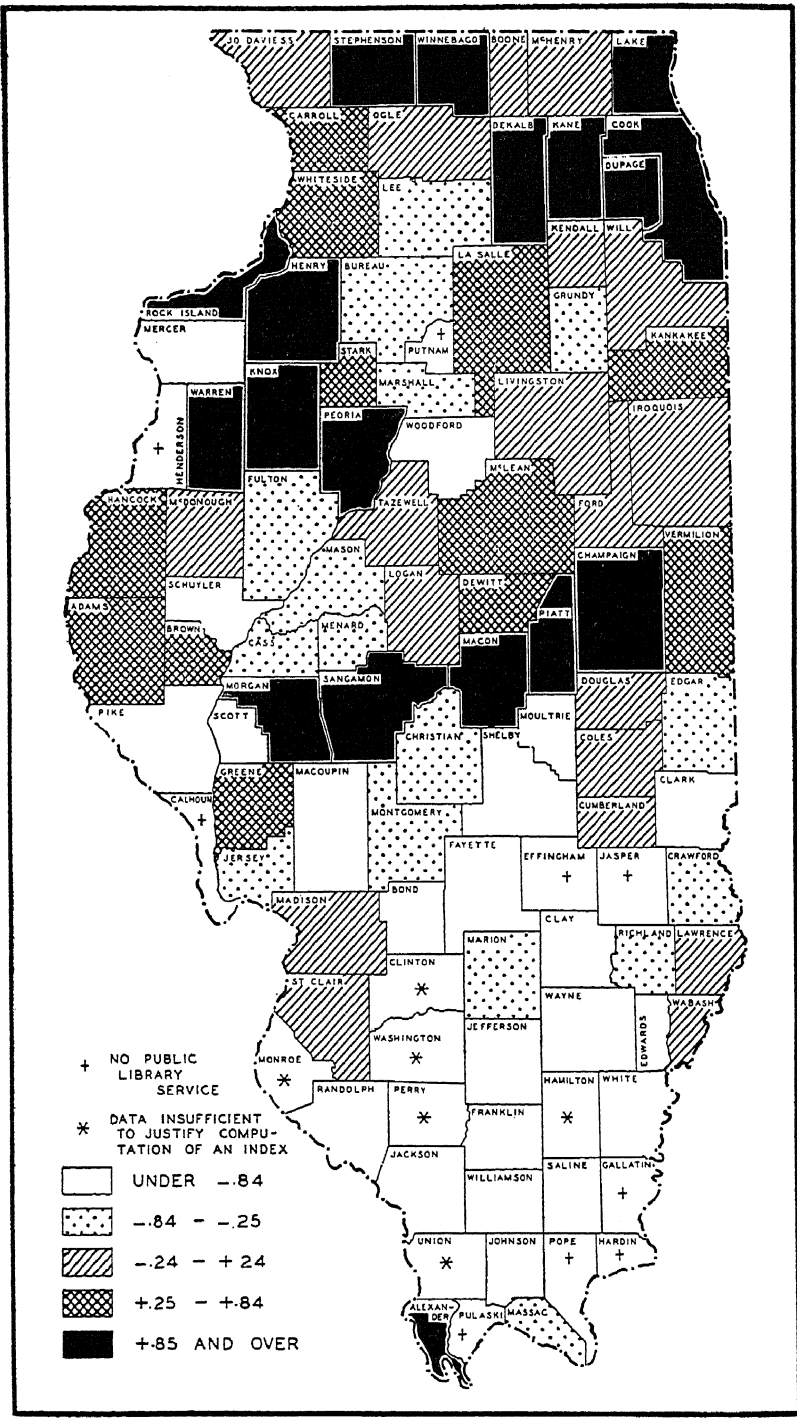 JO DAVIESS
STEPHENSON
WINNEBAGO
BOONE
McHENRY
LAKE
CARROLL
OGLE
DEKALB
KANE
COOK
DUPAGE
WHITESIDE
LEE
KENDALL
WILL
LA SALLE
HENRY
BUREAU
GRUNDY
ROCK ISLAND
MERCER
PUTNAM
STARK
KANKAKEE
KNOX
MARSHALL
LIVINGSTON
WARREN
HENDERSON
PEORIA
WOODFORD
IROQUOIS
HANCOCK
McDONOUGH
FULTON
TAZEWELL
McLEAN
FORD
VERMILION
MASON
CHAMPAIGN
SCHUYLER
LOGAN
DEWITT
ADAMS
BROWN
CASS
MENARD
PIATT
MACON
MORGAN
SANGAMON
DOUGLAS
EDGAR
PIKE
SCOTT
CHRISTIAN
SHELBY
MOULTRIE
COLES
GREENE
MACOUPIN
CLARK
CALHOUN
MONTGOMERY
CUMBERLAND
JERSEY
FAYETTE
EFFINGHAM
JASPER
CRAWFORD
MADISON
BOND
CLAY
CLINTON
MARION
RICHLAND
LAWRENCE
ST CLAIR
WAYNE
EDWARDS
WABASH
WASHINGTON
JEFFERSON
MONROE
RANDOLPH
PERRY
HAMILTON
WHITE
FRANKLIN
JACKSON
WILLIAMSON
SALINE
GALLATIN
UNION
JOHNSON
POPE
HARDIN
ALEXAN-
DER
PULASKI
MASSAC
+ NO PUBLIC
LIBRARY
SERVICE
* DATA INSUFFICIENT
TO JUSTIFY COMPU-
TATION OF AN INDEX
UNDER -.84
-.84 - -.25
-.24 - +.24
+.25 - +.84
+.85 AND OVER